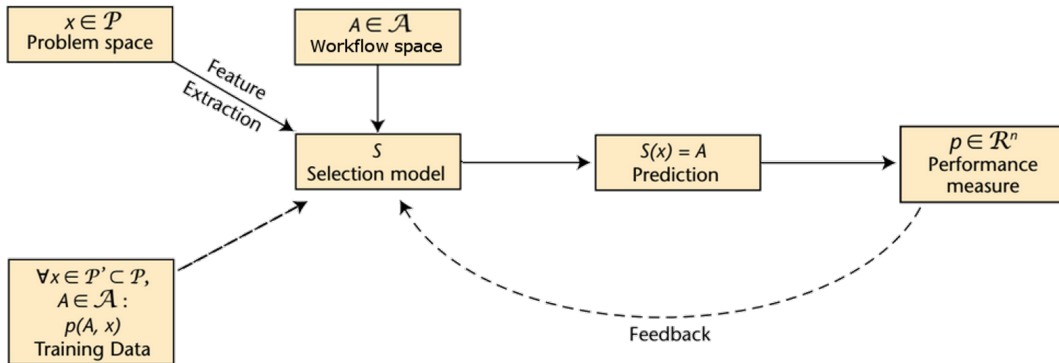 x ∈ 𝒫
Problem space
A ∈ 𝒜
Workflow space
Feature
Extraction
S
Selection model
S(x) = A
Prediction
p ∈ ℛⁿ
Performance
measure
∀x ∈ 𝒫' ⊂ 𝒫,
A ∈ 𝒜 :
p(A, x)
Training Data
Feedback